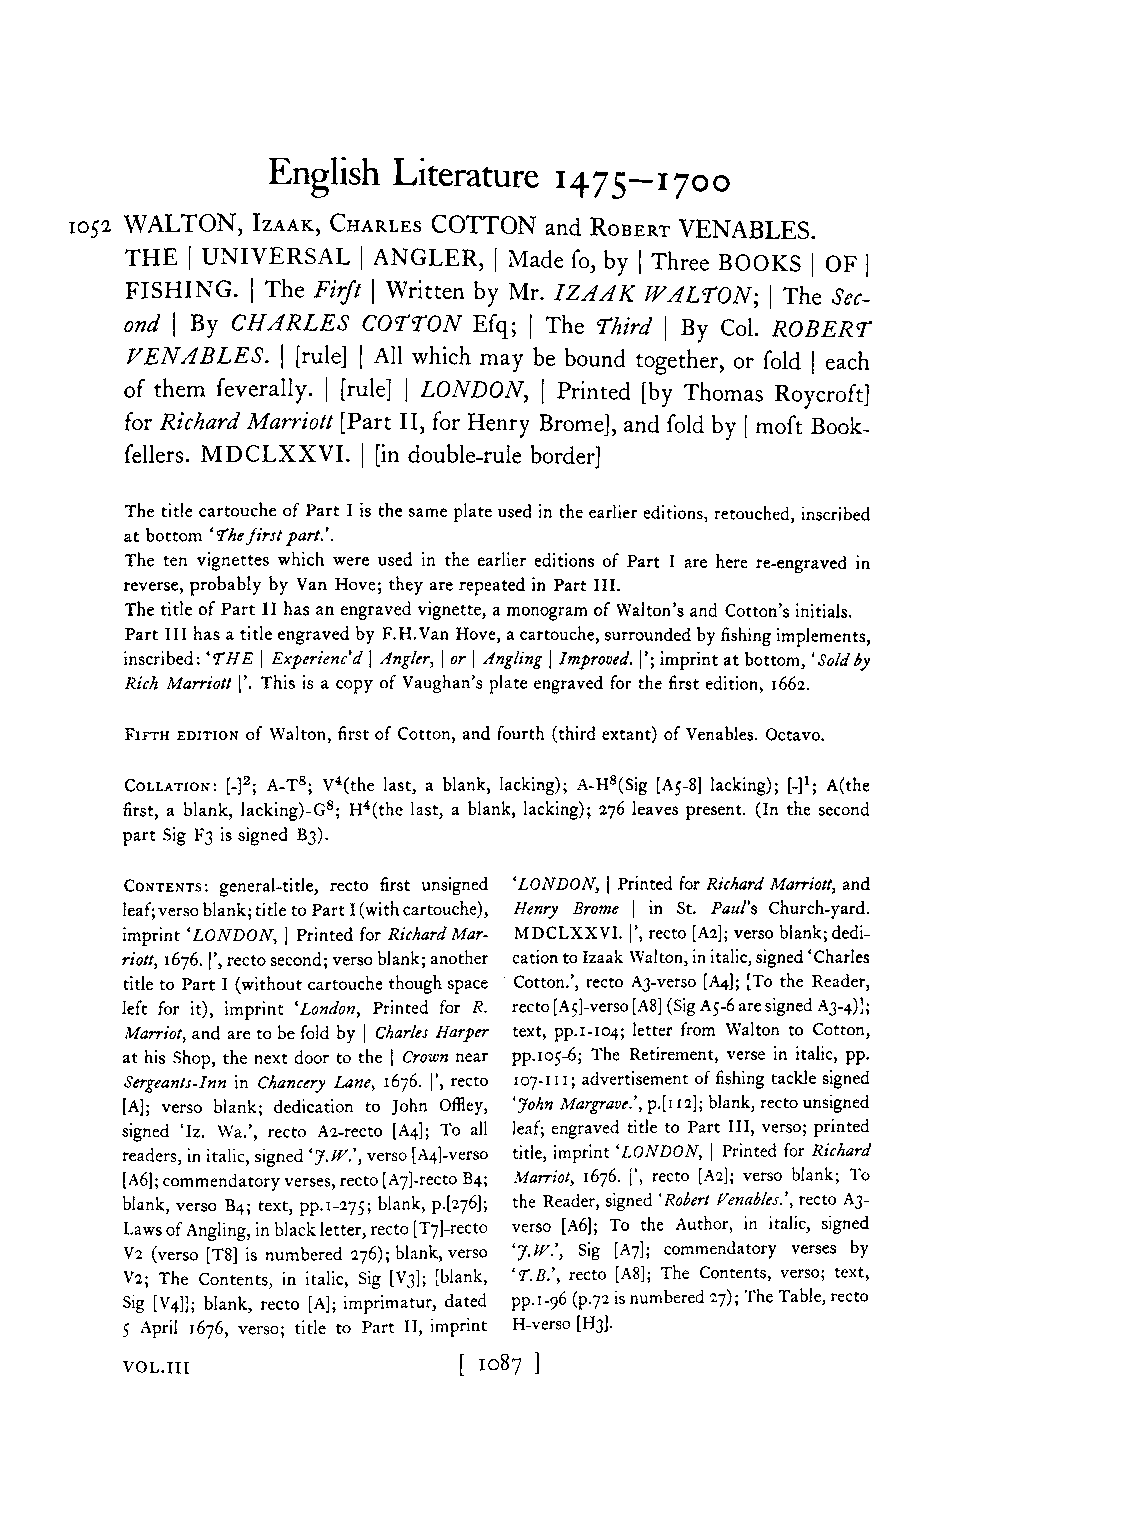 English Literature 1475—1700
1052 WALTON, IZAAK, CHARLES COTTON and ROBERT VENABLES.
THE | UNIVERSAL | ANGLER, | Made ſo, by | Three BOOKS | OF |
FISHING. | The Firſt | Written by Mr. IZAAK WALTON; | The Sec-
ond | By CHARLES COTTON Eſq; | The Third | By Col. ROBERT
VENABLES. | [rule] | All which may be bound together, or ſold | each
of them ſeverally. | [rule] | LONDON, | Printed [by Thomas Roycroft]
for Richard Marriott [Part II, for Henry Brome], and ſold by | moſt Book-
ſellers. MDCLXXVI. | [in double-rule border]
The title cartouche of Part I is the same plate used in the earlier editions, retouched, inscribed
at bottom ‘The first part.’.
The ten vignettes which were used in the earlier editions of Part I are here re-engraved in
reverse, probably by Van Hove; they are repeated in Part III.
The title of Part II has an engraved vignette, a monogram of Walton's and Cotton's initials.
Part III has a title engraved by F.H.Van Hove, a cartouche, surrounded by fishing implements,
inscribed: ‘THE | Experienc'd | Angler, | or | Angling | Improved. |’; imprint at bottom, ‘Sold by
Rich Marriott |’. This is a copy of Vaughan's plate engraved for the first edition, 1662.
FIFTH EDITION of Walton, first of Cotton, and fourth (third extant) of Venables. Octavo.
COLLATION: [-]²; A-T⁸; V⁴(the last, a blank, lacking); A-H⁸(Sig [A5-8] lacking); [-]¹; A(the
first, a blank, lacking)-G⁸; H⁴(the last, a blank, lacking); 276 leaves present. (In the second
part Sig F3 is signed B3).
CONTENTS: general-title, recto first unsigned
leaf; verso blank; title to Part I (with cartouche),
imprint ‘LONDON, | Printed for Richard Mar-
riott, 1676. |’, recto second; verso blank; another
title to Part I (without cartouche though space
left for it), imprint ‘London, Printed for R.
Marriot, and are to be ſold by | Charles Harper
at his Shop, the next door to the | Crown near
Sergeants-Inn in Chancery Lane, 1676. |’, recto
[A]; verso blank; dedication to John Offley,
signed ‘Iz. Wa.’, recto A2-recto [A4]; To all
readers, in italic, signed ‘J.W.’, verso [A4]-verso
[A6]; commendatory verses, recto [A7]-recto B4;
blank, verso B4; text, pp.1-275; blank, p.[276];
Laws of Angling, in black letter, recto [T7]-recto
V2 (verso [T8] is numbered 276); blank, verso
V2; The Contents, in italic, Sig [V3]; [blank,
Sig [V4]]; blank, recto [A]; imprimatur, dated
5 April 1676, verso; title to Part II, imprint
‘LONDON, | Printed for Richard Marriott, and
Henry Brome | in St. Paul's Church-yard.
MDCLXXVI. |’, recto [A2]; verso blank; dedi-
cation to Izaak Walton, in italic, signed ‘Charles
Cotton.’, recto A3-verso [A4]; [To the Reader,
recto [A5]-verso [A8] (Sig A5-6 are signed A3-4)];
text, pp.1-104; letter from Walton to Cotton,
pp.105-6; The Retirement, verse in italic, pp.
107-111; advertisement of fishing tackle signed
‘John Margrave.’, p.[112]; blank, recto unsigned
leaf; engraved title to Part III, verso; printed
title, imprint ‘LONDON, | Printed for Richard
Marriot, 1676. |’, recto [A2]; verso blank; To
the Reader, signed ‘Robert Venables.’, recto A3-
verso [A6]; To the Author, in italic, signed
‘J.W.’, Sig [A7]; commendatory verses by
‘T.B.’, recto [A8]; The Contents, verso; text,
pp.1-96 (p.72 is numbered 27); The Table, recto
H-verso [H3].
VOL.III [ 1087 ]